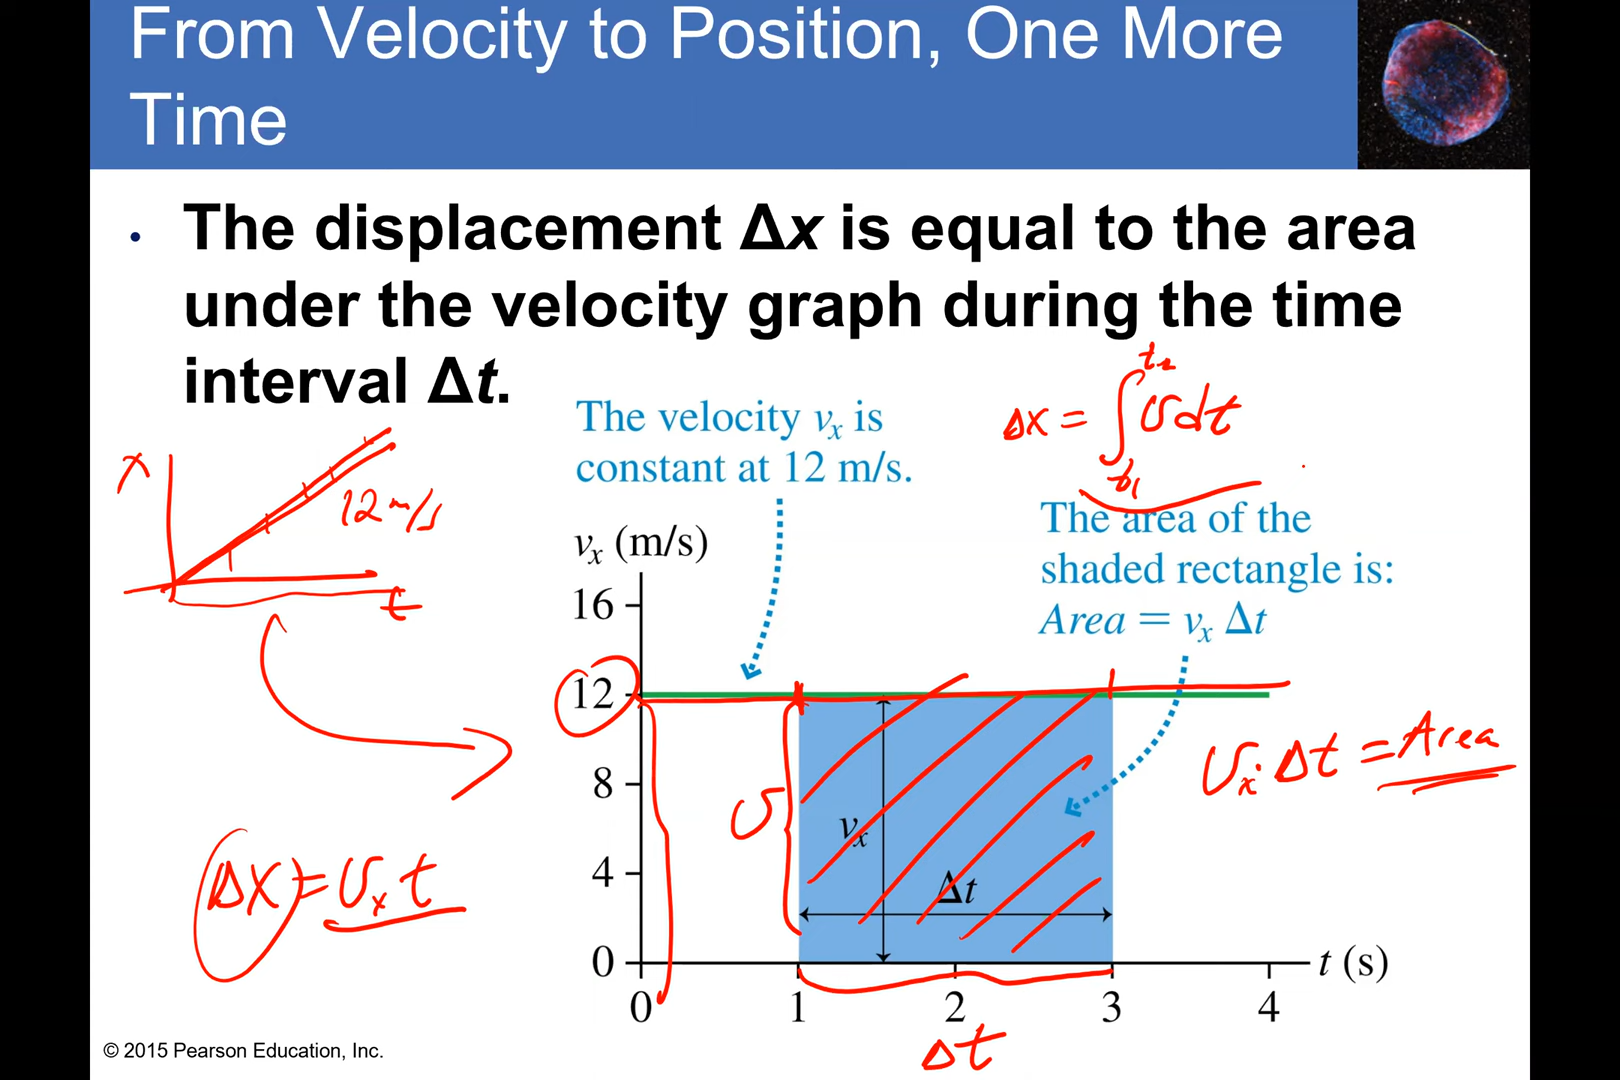 From Velocity to Position, One More
Time
• The displacement Δx is equal to the area
under the velocity graph during the time
interval Δt.
Δx = ∫ t₁ t₂ v dt
The velocity vₓ is
constant at 12 m/s.
x
12 m/s
t
The area of the
shaded rectangle is:
Area = vₓ Δt
vₓ (m/s)
16
12
8
4
0
vₓ · Δt = Area
v
vₓ
Δt
Δx = vₓ t
t (s)
0 1 2 3 4
Δt
© 2015 Pearson Education, Inc.